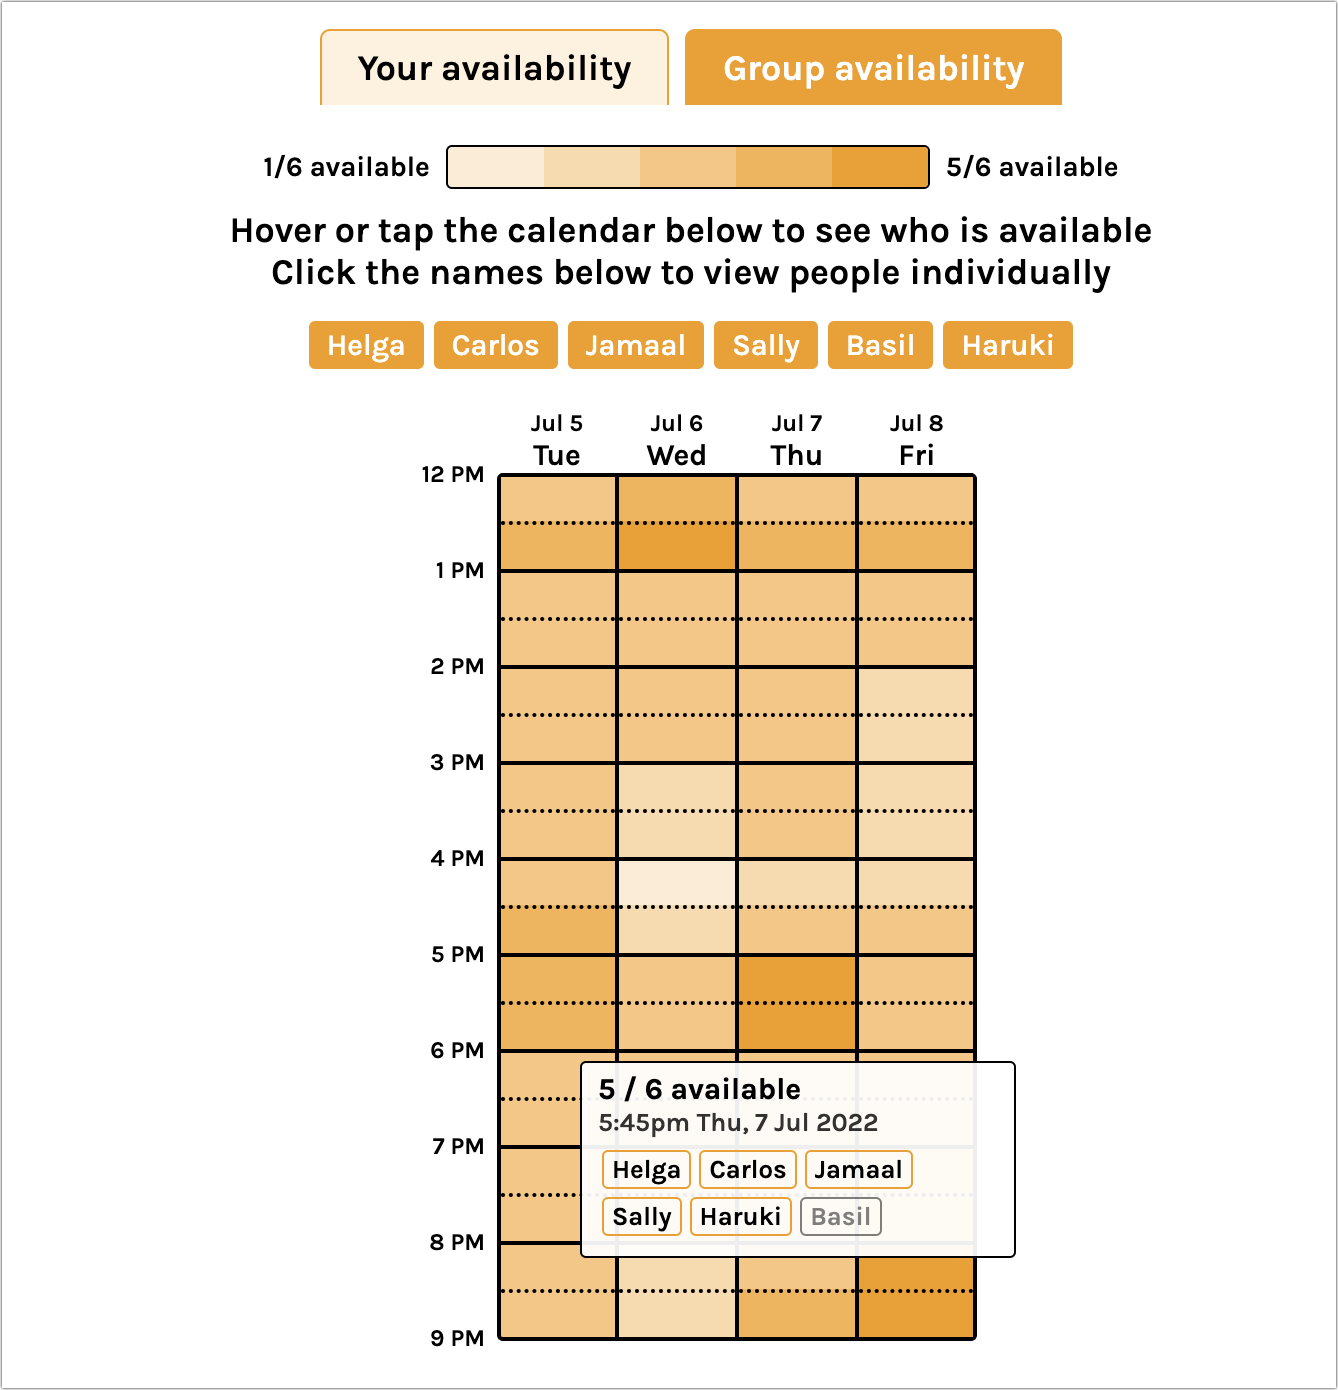 Your availability Group availability
1/6 available 5/6 available
Hover or tap the calendar below to see who is available
Click the names below to view people individually
Helga Carlos Jamaal Sally Basil Haruki
Jul 5 Jul 6 Jul 7 Jul 8
Tue Wed Thu Fri
12 PM
1 PM
2 PM
3 PM
4 PM
5 PM
6 PM
5 / 6 available
5:45pm Thu, 7 Jul 2022
7 PM
Helga Carlos Jamaal
Sally Haruki Basil
8 PM
9 PM